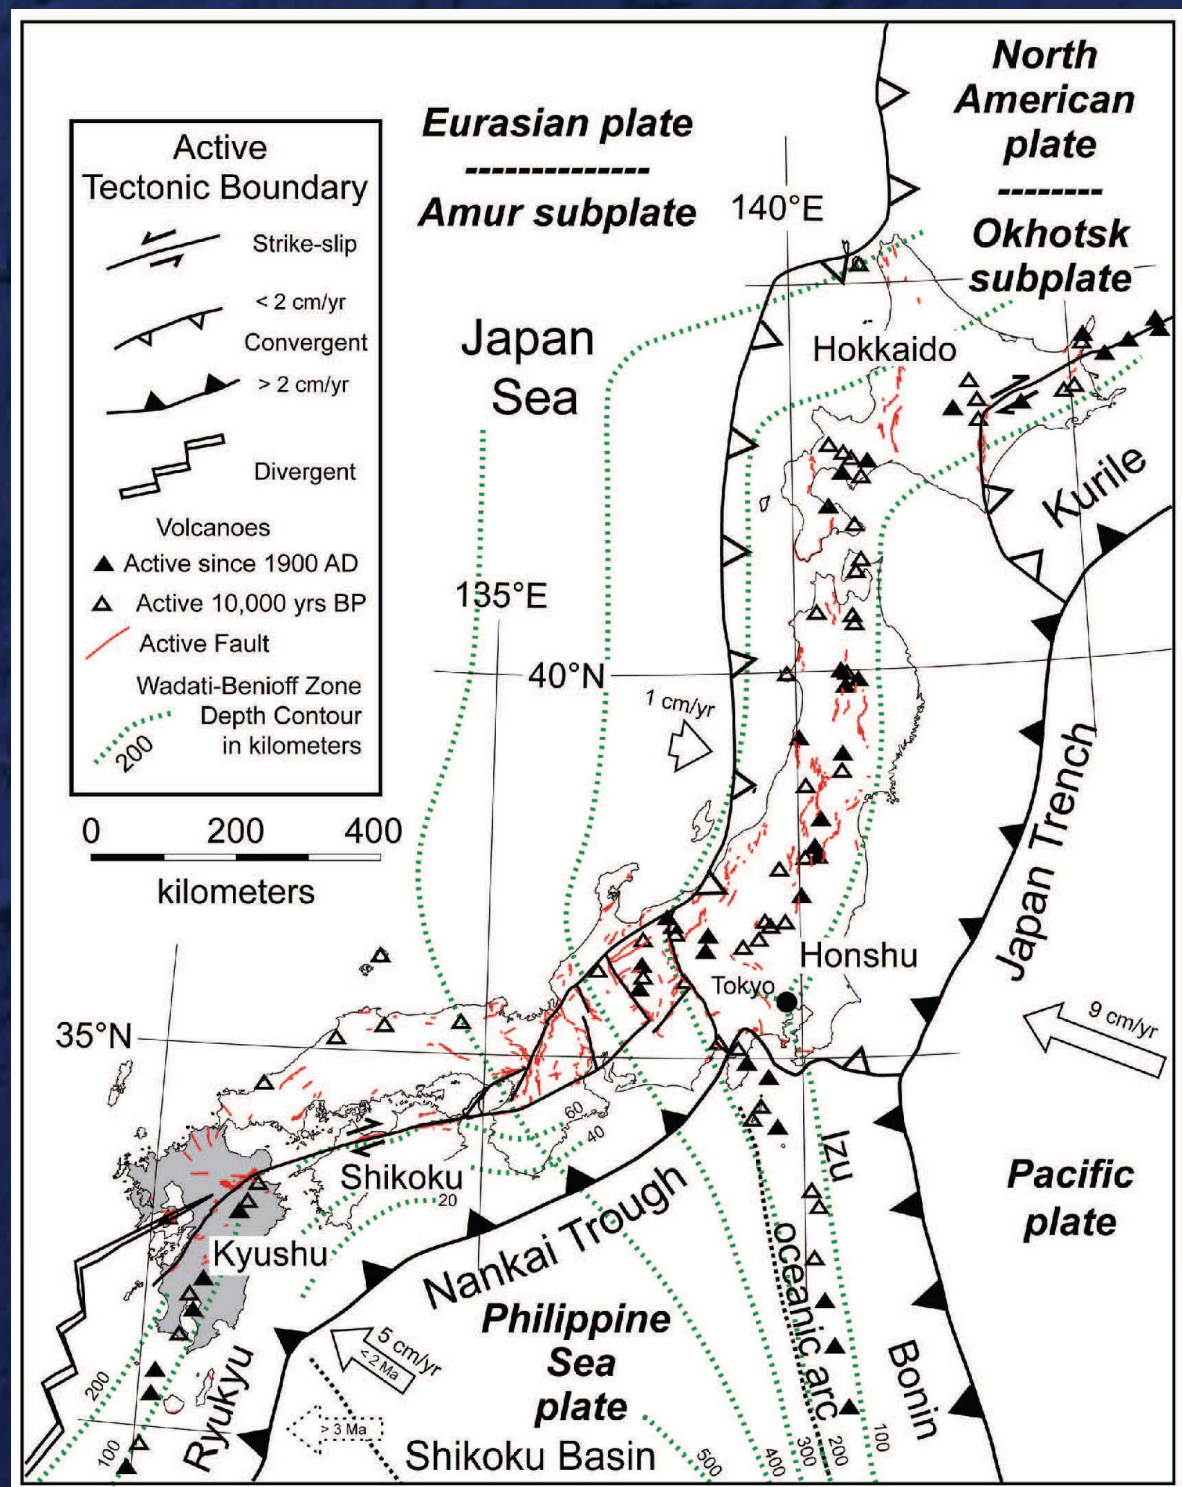 Active
Tectonic Boundary
Strike-slip
< 2 cm/yr
Convergent
> 2 cm/yr
Divergent
Volcanoes
Active since 1900 AD
Active 10,000 yrs BP
Active Fault
Wadati-Benioff Zone
Depth Contour
in kilometers
200
0 200 400
kilometers
Eurasian plate
--------------
Amur subplate
North
American
plate
--------
Okhotsk
subplate
140°E
Japan
Sea
Hokkaido
Kurile
135°E
40°N
1 cm/yr
Japan Trench
Honshu
Tokyo
9 cm/yr
35°N
60
40
20
Shikoku
Kyushu
Nankai Trough
Izu
Bonin
oceanic arc
Pacific
plate
Philippine
Sea
plate
5 cm/yr
< 2 Ma
> 3 Ma
Shikoku Basin
Ryukyu
200
100
500
400
300
200
100